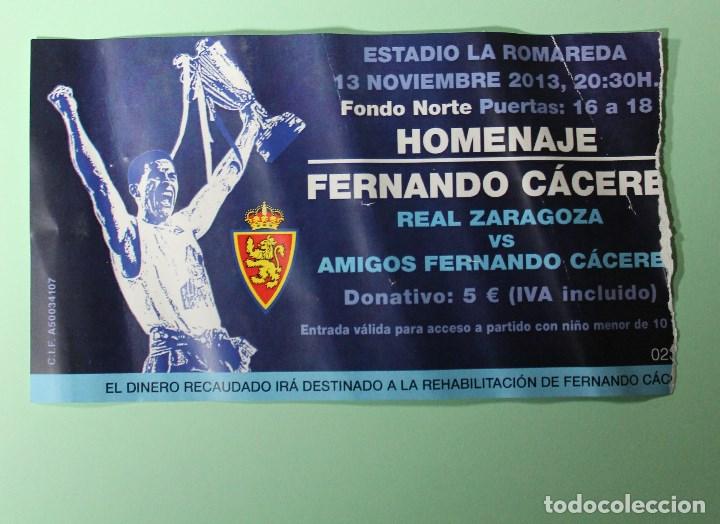 ESTADIO LA ROMAREDA
13 NOVIEMBRE 2013, 20:30H.
Fondo Norte Puertas: 16 a 18
HOMENAJE
FERNANDO CÁCERE
REAL ZARAGOZA
vs
AMIGOS FERNANDO CÁCERE
Donativo: 5 € (IVA incluido)
Entrada válida para acceso a partido con niño menor de 10
02
EL DINERO RECAUDADO IRÁ DESTINADO A LA REHABILITACIÓN DE FERNANDO CÁC
C.I.F. A50034107
todocoleccion.net